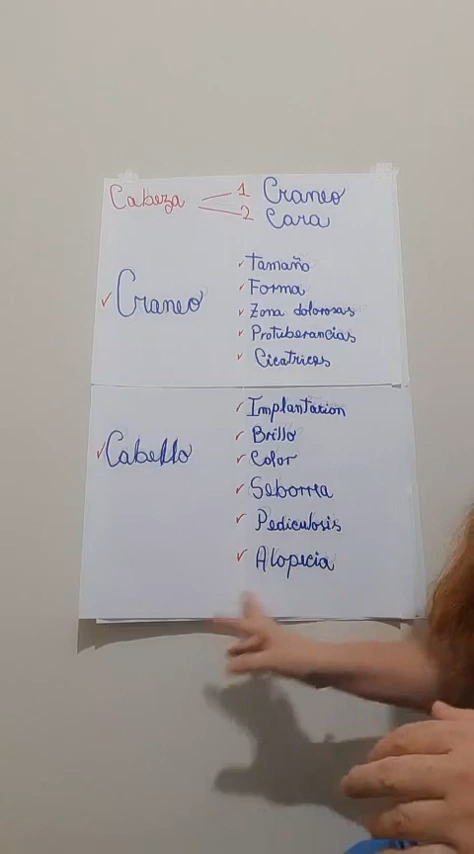 Cabeza 1 Craneo
2 Cara
Craneo
Tamaño
Forma
Zona dolorosas
Protuberancias
Cicatrices
Cabello
Implantacion
Brillo
Color
Seborrea
Pediculosis
Alopecia